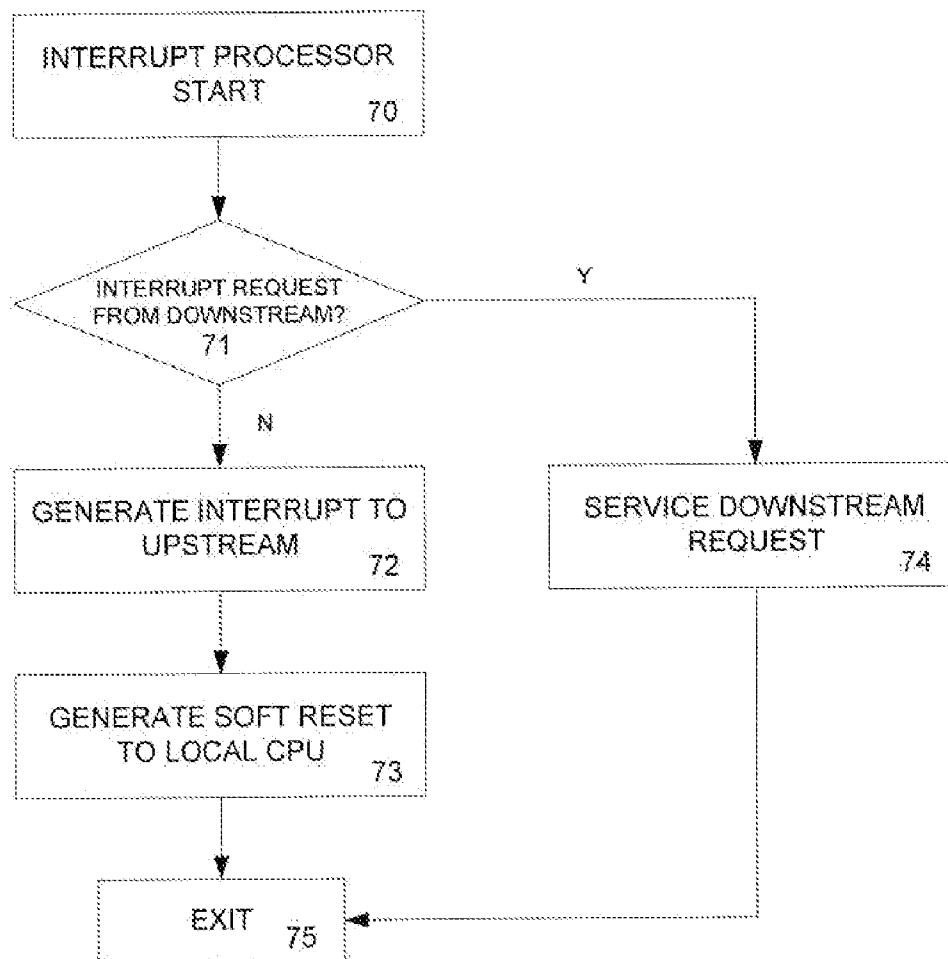 INTERRUPT PROCESSOR
START
70
INTERRUPT REQUEST
FROM DOWNSTREAM?
71
Y
N
GENERATE INTERRUPT TO
UPSTREAM
72
SERVICE DOWNSTREAM
REQUEST
74
GENERATE SOFT RESET
TO LOCAL CPU
73
EXIT
75